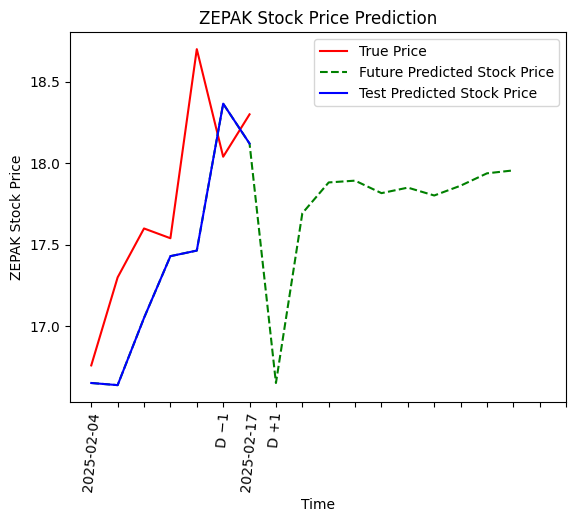 ZEPAK Stock Price Prediction
True Price
Future Predicted Stock Price
Test Predicted Stock Price
ZEPAK Stock Price
18.5
18.0
17.5
17.0
2025-02-04
D −1
2025-02-17
D +1
Time